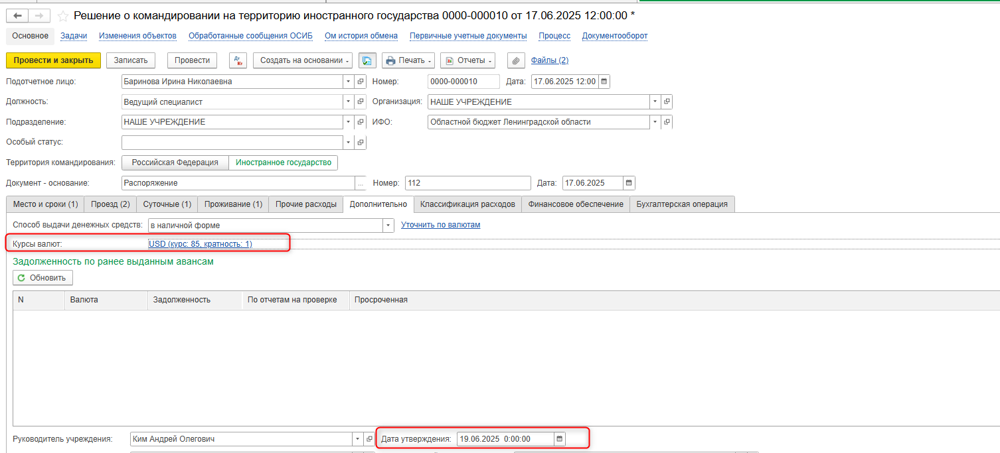 Решение о командировании на территорию иностранного государства 0000-000010 от 17.06.2025 12:00:00 *
Основное Задачи Изменения объектов Обработанные сообщения ОСИБ Ом история обмена Первичные учетные документы Процесс Документооборот
Провести и закрыть Записать Провести Дт Кт Создать на основании Печать Отчеты Файлы (2)
Подотчетное лицо: Баринова Ирина Николаевна Номер: 0000-000010 Дата: 17.06.2025 12:00
Должность: Ведущий специалист Организация: НАШЕ УЧРЕЖДЕНИЕ
Подразделение: НАШЕ УЧРЕЖДЕНИЕ ИФО: Областной бюджет Ленинградской области
Особый статус:
Территория командирования: Российская Федерация Иностранное государство
Документ - основание: Распоряжение ... Номер: 112 Дата: 17.06.2025
Место и сроки (1) Проезд (2) Суточные (1) Проживание (1) Прочие расходы Дополнительно Классификация расходов Финансовое обеспечение Бухгалтерская операция
Способ выдачи денежных средств: в наличной форме Уточнить по валютам
Курсы валют: USD (курс: 85, кратность: 1)
Задолженность по ранее выданным авансам
Обновить
N Валюта Задолженность По отчетам на проверке Просроченная
Руководитель учреждения: Ким Андрей Олегович Дата утверждения: 19.06.2025 0:00:00